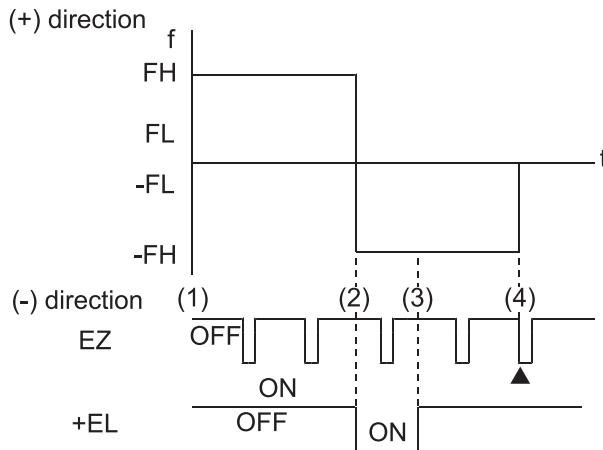 (+) direction
f
FH
FL
t
-FL
-FH
(-) direction (1) (2) (3) (4)
EZ OFF
ON
+EL OFF ON